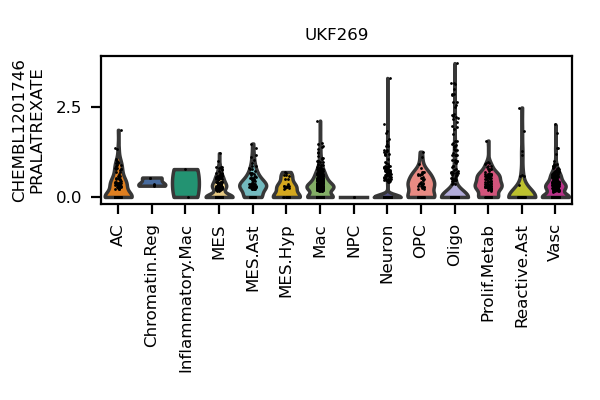 UKF269
CHEMBL1201746
PRALATREXATE
2.5
0.0
AC
Chromatin.Reg
Inflammatory.Mac
MES
MES.Ast
MES.Hyp
Mac
NPC
Neuron
OPC
Oligo
Prolif.Metab
Reactive.Ast
Vasc